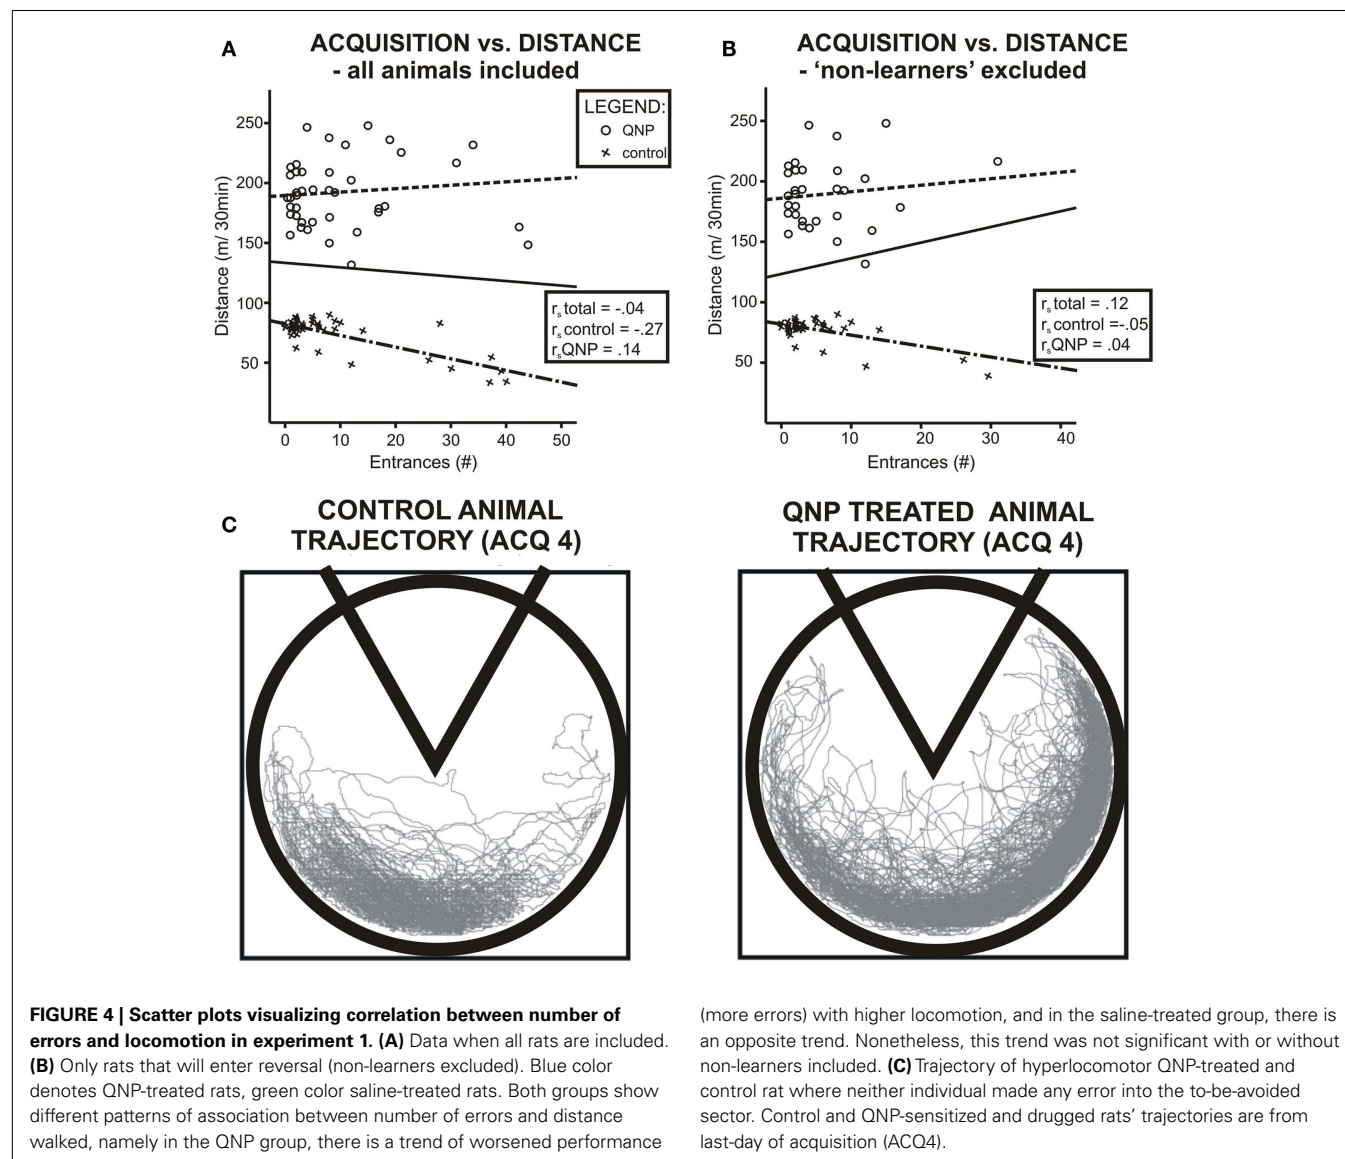 A
ACQUISITION vs. DISTANCE
- all animals included
Distance (m/ 30min)
250
200
150
100
50
0 10 20 30 40 50
Entrances (#)
LEGEND:
QNP
control
rs total = -.04
rs control = -.27
rs QNP = .14
B
ACQUISITION vs. DISTANCE
- ‘non-learners’ excluded
Distance (m/ 30min)
250
200
150
100
50
0 10 20 30 40
Entrances (#)
rs total = .12
rs control =-.05
rs QNP = .04
C
CONTROL ANIMAL
TRAJECTORY (ACQ 4)
QNP TREATED ANIMAL
TRAJECTORY (ACQ 4)
FIGURE 4 | Scatter plots visualizing correlation between number of
errors and locomotion in experiment 1. (A) Data when all rats are included.
(B) Only rats that will enter reversal (non-learners excluded). Blue color
denotes QNP-treated rats, green color saline-treated rats. Both groups show
different patterns of association between number of errors and distance
walked, namely in the QNP group, there is a trend of worsened performance
(more errors) with higher locomotion, and in the saline-treated group, there is
an opposite trend. Nonetheless, this trend was not significant with or without
non-learners included. (C) Trajectory of hyperlocomotor QNP-treated and
control rat where neither individual made any error into the to-be-avoided
sector. Control and QNP-sensitized and drugged rats’ trajectories are from
last-day of acquisition (ACQ4).